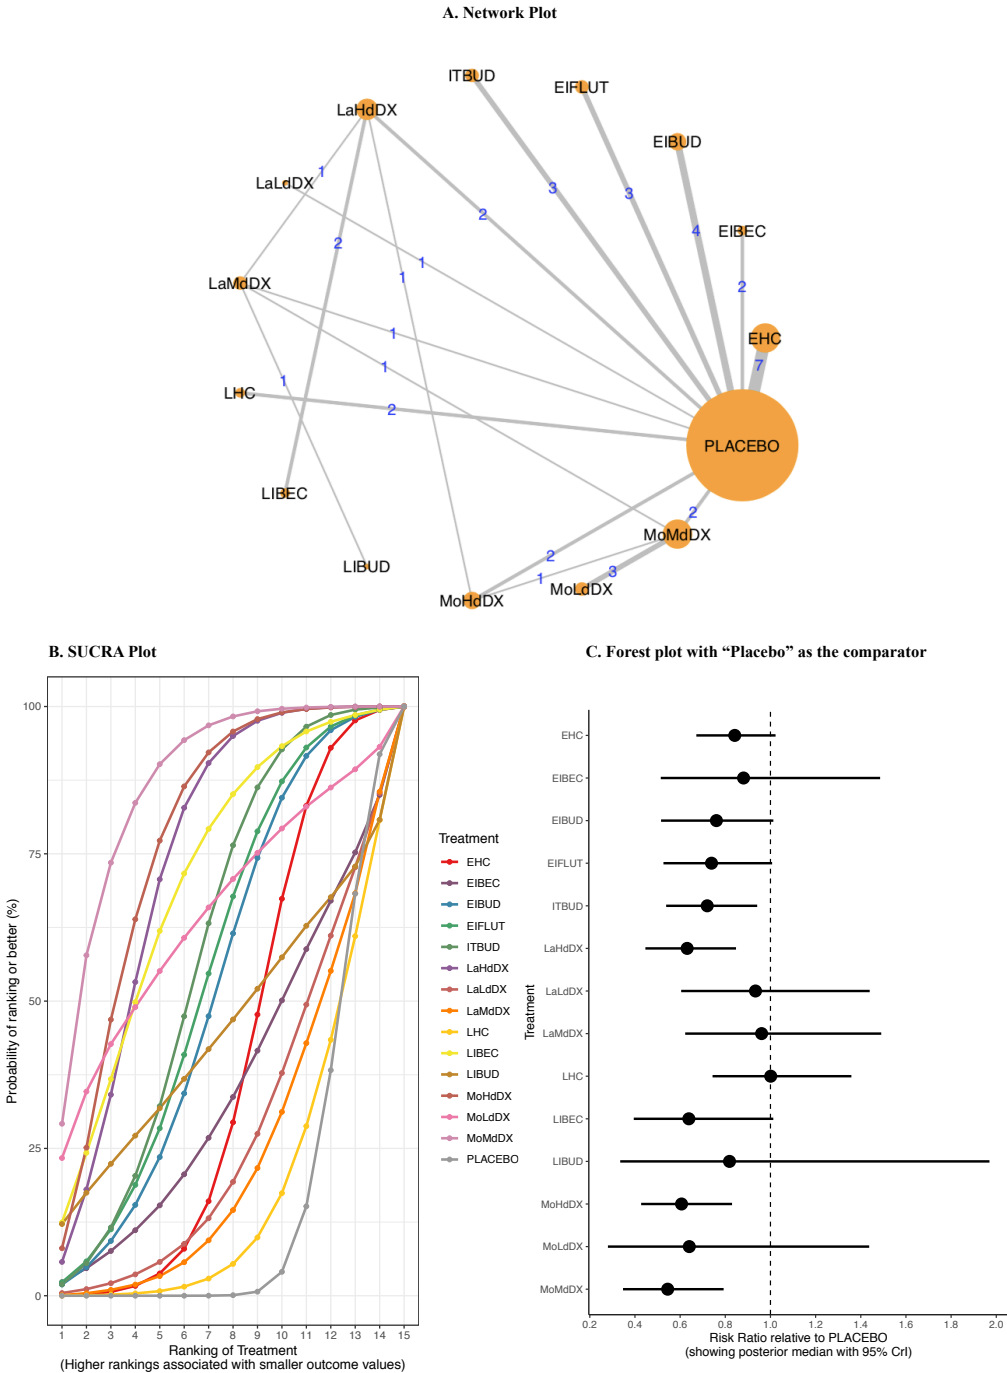 A. Network Plot
ITBUD
EIFLUT
LaHdDX
EIBUD
1
LaLdDX
3
3
2
4
EIBEC
2
1
1
2
LaMdDX
1
EHC
7
1
1
LHC
2
PLACEBO
LIBEC
2
MoMdDX
2
LIBUD
1
3
MoLdDX
MoHdDX
B. SUCRA Plot
C. Forest plot with “Placebo” as the comparator
Probability of ranking or better (%)
100
75
50
25
0
1 2 3 4 5 6 7 8 9 10 11 12 13 14 15
Ranking of Treatment
(Higher rankings associated with smaller outcome values)
Treatment
EHC
EIBEC
EIBUD
EIFLUT
ITBUD
LaHdDX
LaLdDX
LaMdDX
LHC
LIBEC
LIBUD
MoHdDX
MoLdDX
MoMdDX
PLACEBO
Treatment
EHC
EIBEC
EIBUD
EIFLUT
ITBUD
LaHdDX
LaLdDX
LaMdDX
LHC
LIBEC
LIBUD
MoHdDX
MoLdDX
MoMdDX
0.2 0.4 0.6 0.8 1.0 1.2 1.4 1.6 1.8 2.0
Risk Ratio relative to PLACEBO
(showing posterior median with 95% CrI)